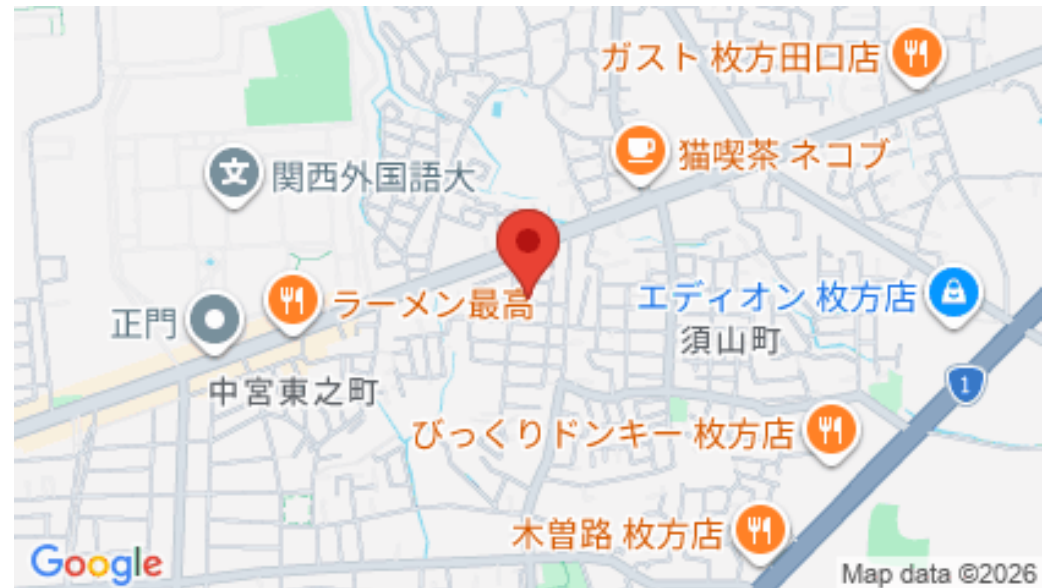 ガスト 枚方田口店
猫喫茶 ネコブ
文
関西外国語大
ラーメン最高
正門
エディオン 枚方店
須山町
中宮東之町
1
びっくりドンキー 枚方店
木曽路 枚方店
Google
Map data ©2026